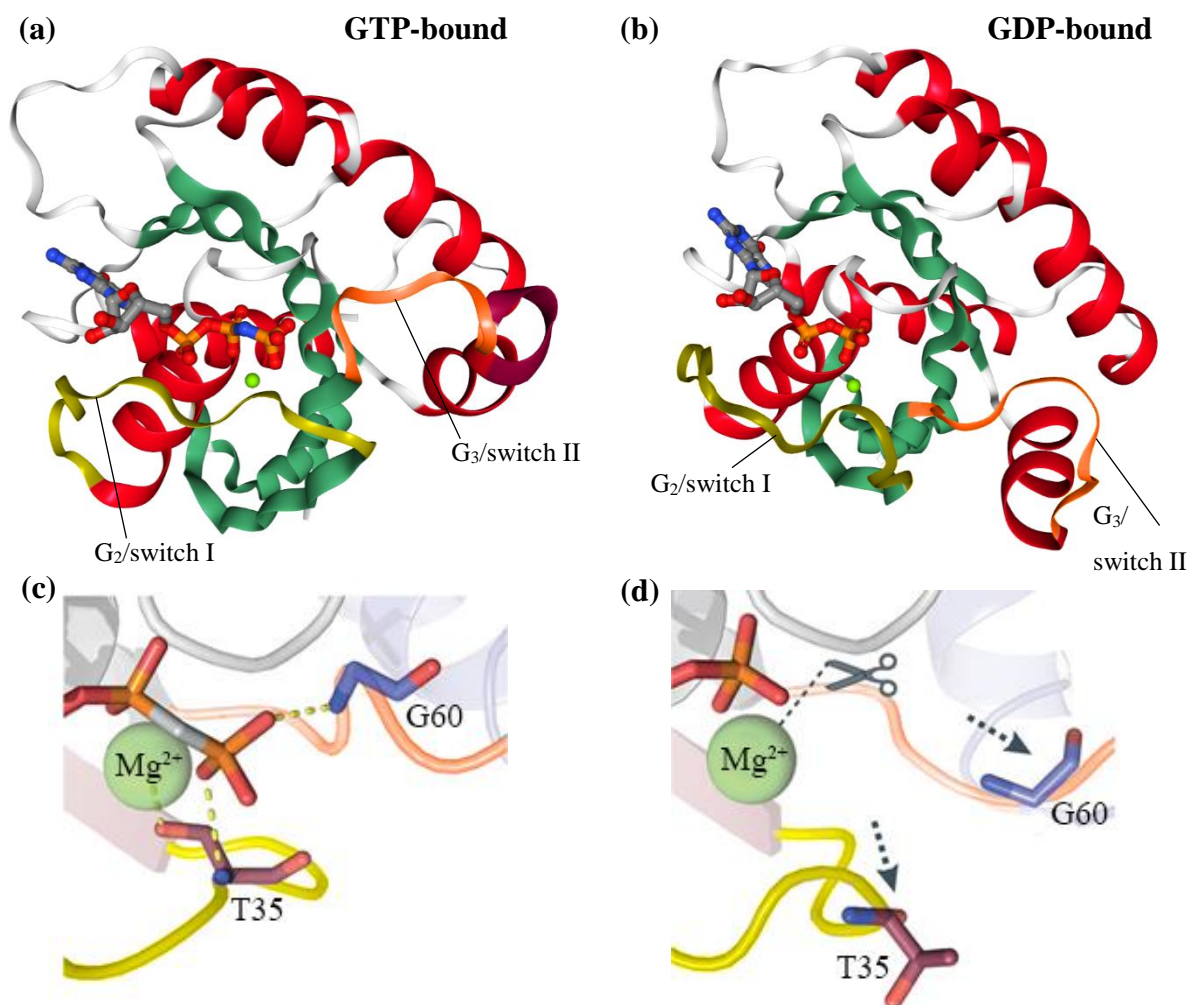 (a) GTP-bound
(b) GDP-bound
G₃/switch II
G₂/switch I
G₂/switch I
G₃/
switch II
(c)
G60
Mg²⁺
T35
(d)
Mg²⁺
G60
T35